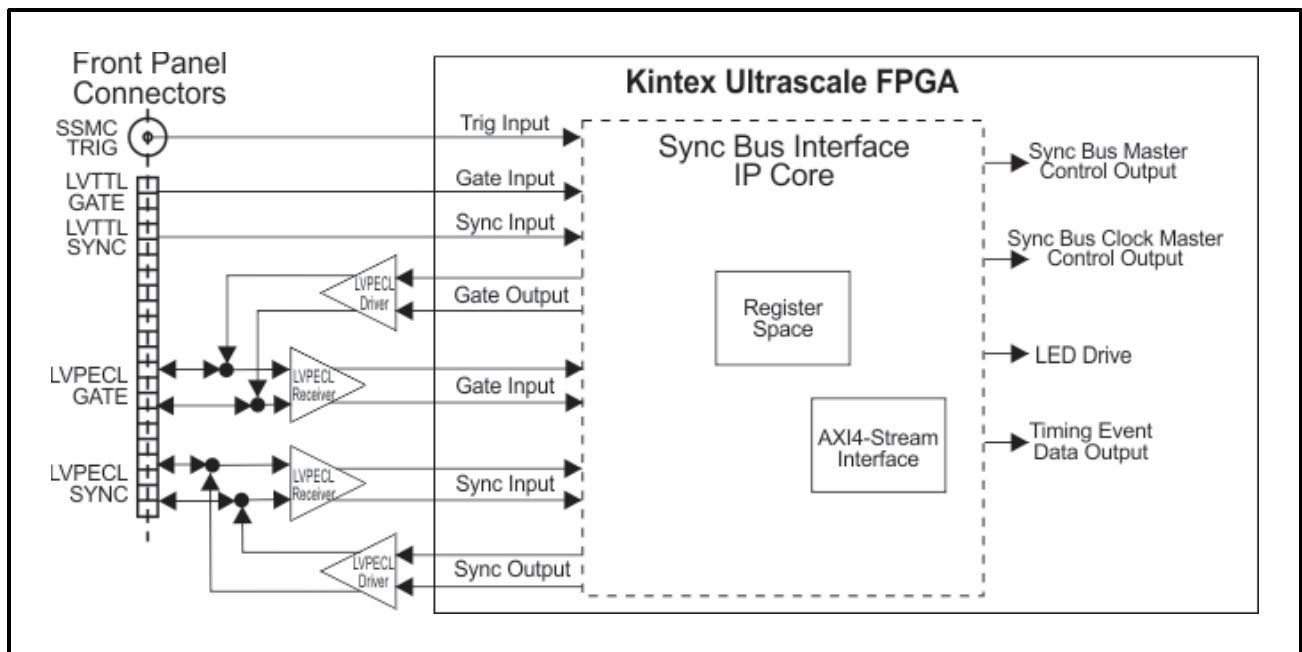 Front Panel
Connectors
Kintex Ultrascale FPGA
SSMC
TRIG
Trig Input
Sync Bus Interface
IP Core
Sync Bus Master
Control Output
LVTTL
GATE
Gate Input
LVTTL
SYNC
Sync Input
Sync Bus Clock Master
Control Output
LVPECL
Driver
Gate Output
Register
Space
LED Drive
LVPECL
GATE
LVPECL
Receiver
Gate Input
AXI4-Stream
Interface
Timing Event
Data Output
LVPECL
SYNC
LVPECL
Receiver
Sync Input
LVPECL
Driver
Sync Output